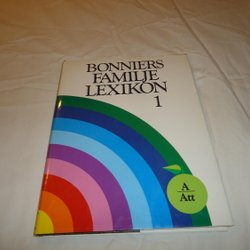 BONNIERS
FAMILJE
LEXIKON
1
A
Att